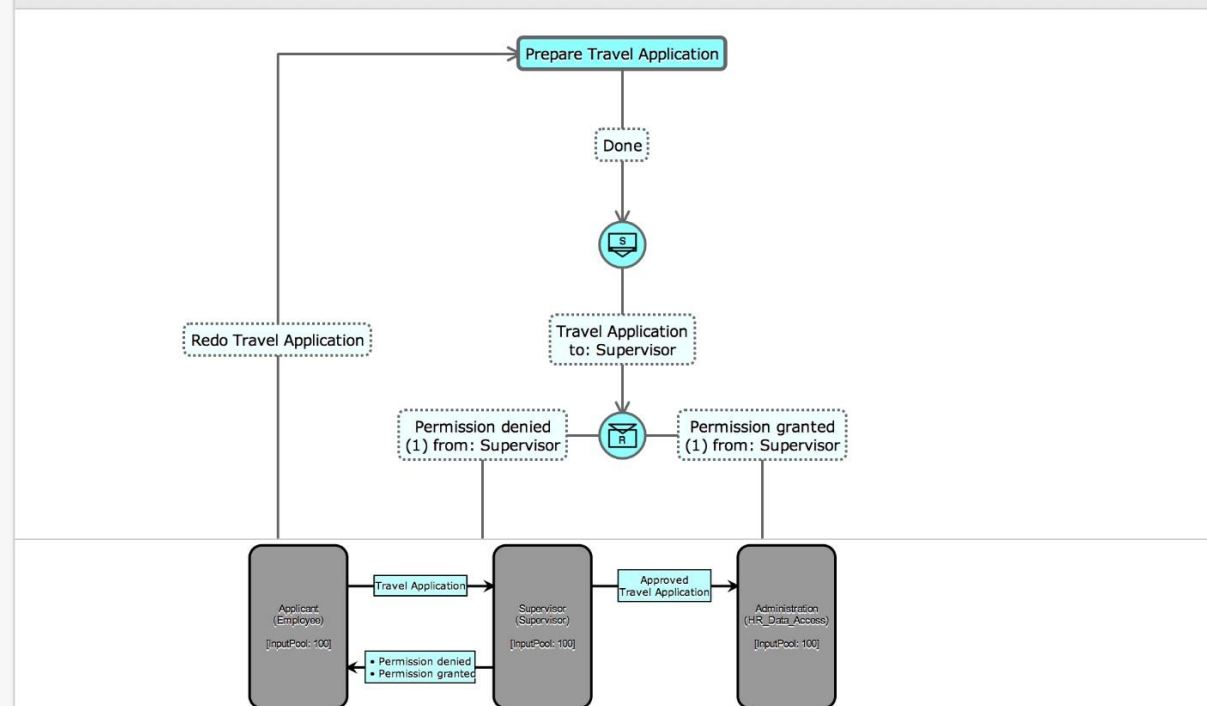 Prepare Travel Application
Done
S
Redo Travel Application
Travel Application
to: Supervisor
Permission denied
(1) from: Supervisor
R
Permission granted
(1) from: Supervisor
Applicant
(Employee)
[InputPool: 100]
Travel Application
• Permission denied
• Permission granted
Supervisor
(Supervisor)
[InputPool: 100]
Approved
Travel Application
Administration
(HR_Data_Access)
[InputPool: 100]